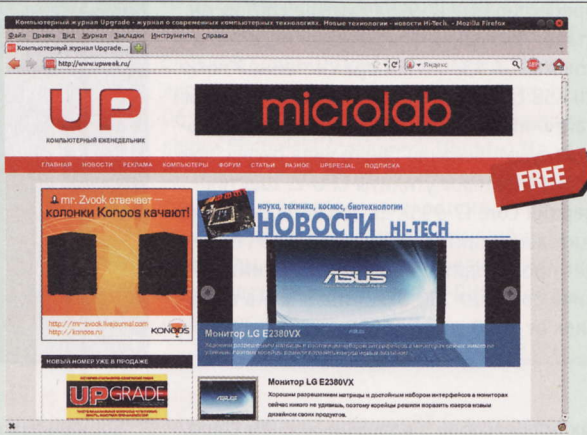 Компьютерный журнал Upgrade - журнал о современных компьютерных технологиях. Новые технологии - новости Hi-Tech. - Mozilla Firefox
Файл Правка Вид Журнал Закладки Инструменты Справка
Компьютерный журнал Upgrade...
http://www.upweek.ru/
Яндекс
UP
КОМПЬЮТЕРНЫЙ ЕЖЕНЕДЕЛЬНИК
microlab
ГЛАВНАЯ НОВОСТИ РЕКЛАМА КОМПЬЮТЕРЫ ФОРУМ СТАТЬИ РАЗНОЕ UPSPECIAL ПОДПИСКА
FREE
mr. Zvook отвечает —
колонки Konoos качают!
http://mr-zvook.livejournal.com
http://konoos.ru
KONOOS
наука, техника, космос, биотехнологии
НОВОСТИ HI-TECH
ASUS
Монитор LG E2380VX
НОВЫЙ НОМЕР УЖЕ В ПРОДАЖЕ
UPGRADE
ASUS
Монитор LG E2380VX
Хорошим разрешением матрицы и достойным набором интерфейсов в мониторах
сейчас никого не удивишь, поэтому корейцы решили поразить юзеров новым
дизайном своих продуктов.